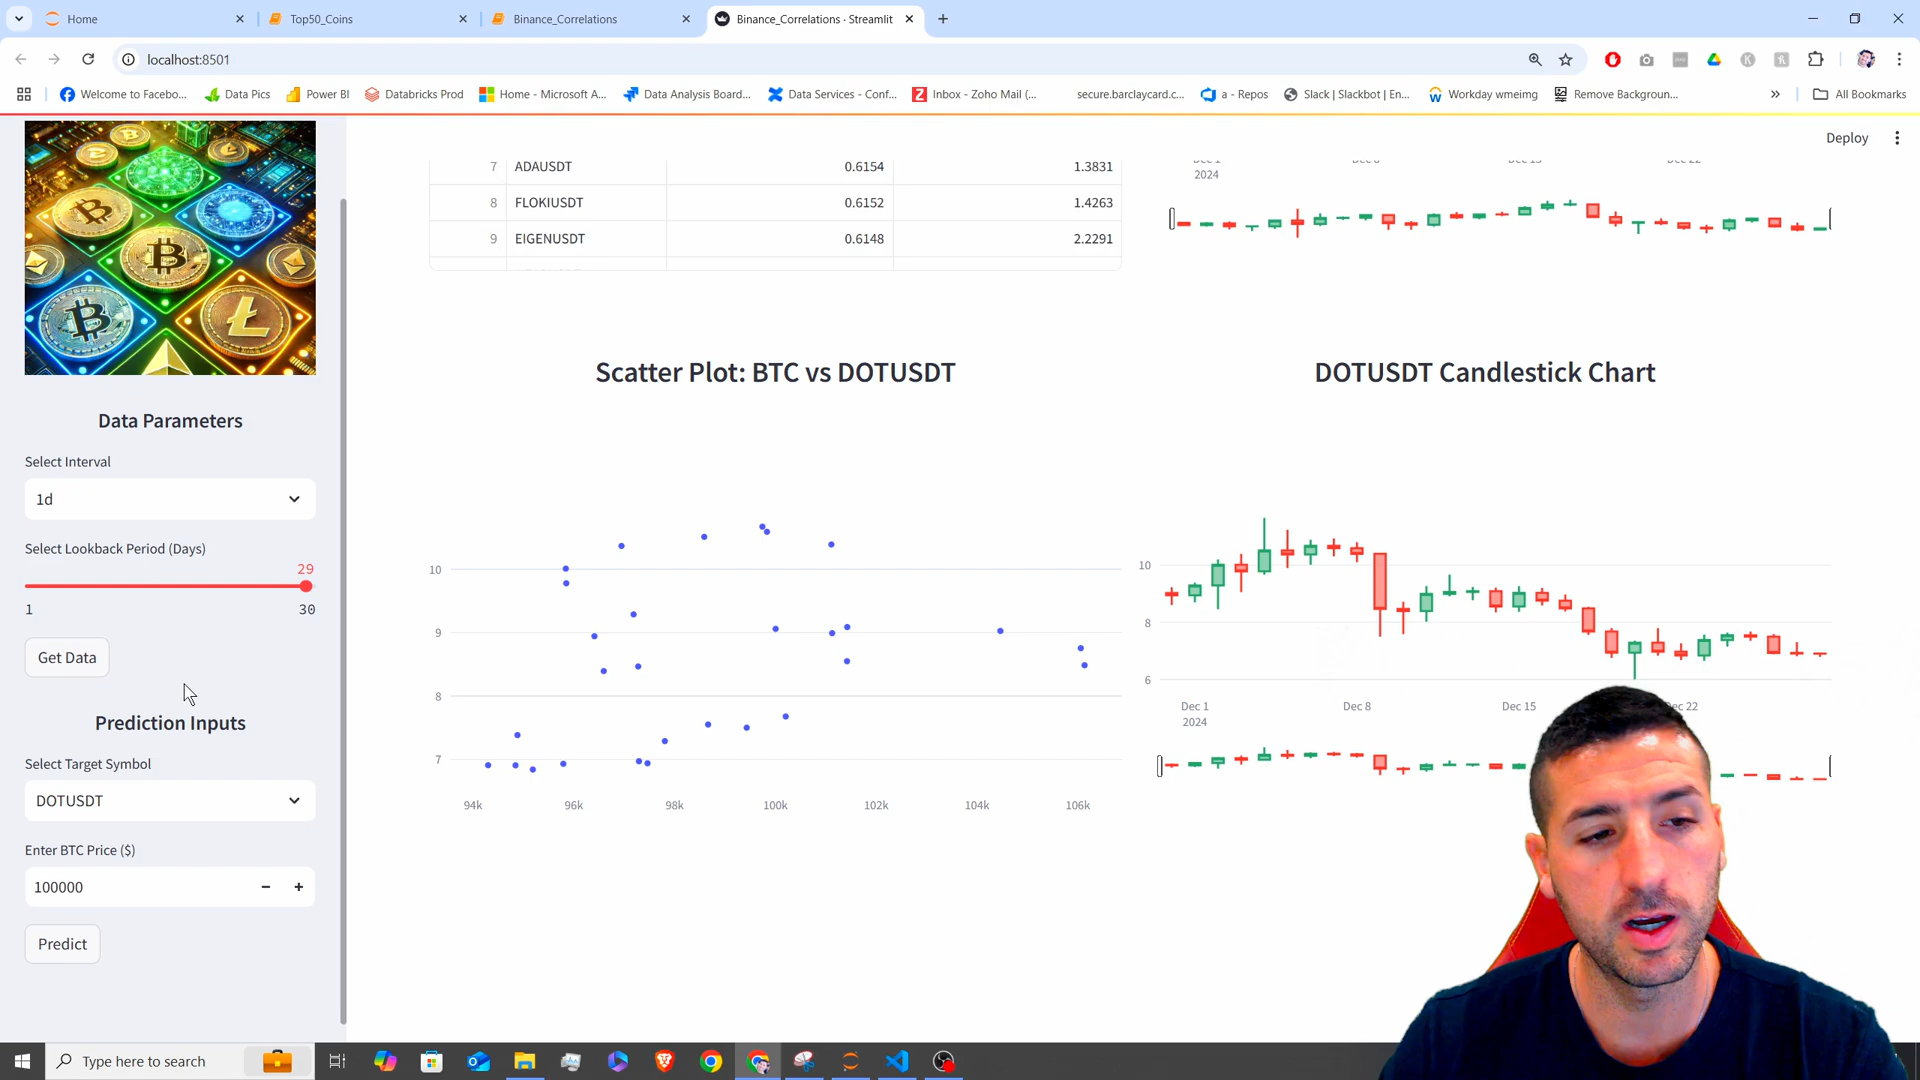 Home
Top50_Coins
Binance_Correlations
Binance_Correlations · Streamlit
localhost:8501
Welcome to Facebo...
Data Pics
Power BI
Databricks Prod
Home - Microsoft A...
Data Analysis Board...
Data Services - Conf...
Inbox - Zoho Mail (...
secure.barclaycard.c...
a - Repos
Slack | Slackbot | En...
Workday wmeimg
Remove Backgroun...
All Bookmarks
Deploy
Data Parameters
Select Interval
1d
Select Lookback Period (Days)
29
1 30
Get Data
Prediction Inputs
Select Target Symbol
DOTUSDT
Enter BTC Price ($)
100000
Predict
7 ADAUSDT 0.6154 1.3831
8 FLOKIUSDT 0.6152 1.4263
9 EIGENUSDT 0.6148 2.2291
2024
Scatter Plot: BTC vs DOTUSDT
10
9
8
7
94k 96k 98k 100k 102k 104k 106k
DOTUSDT Candlestick Chart
10
8
6
Dec 1 Dec 8 Dec 15 Dec 22
2024
Type here to search